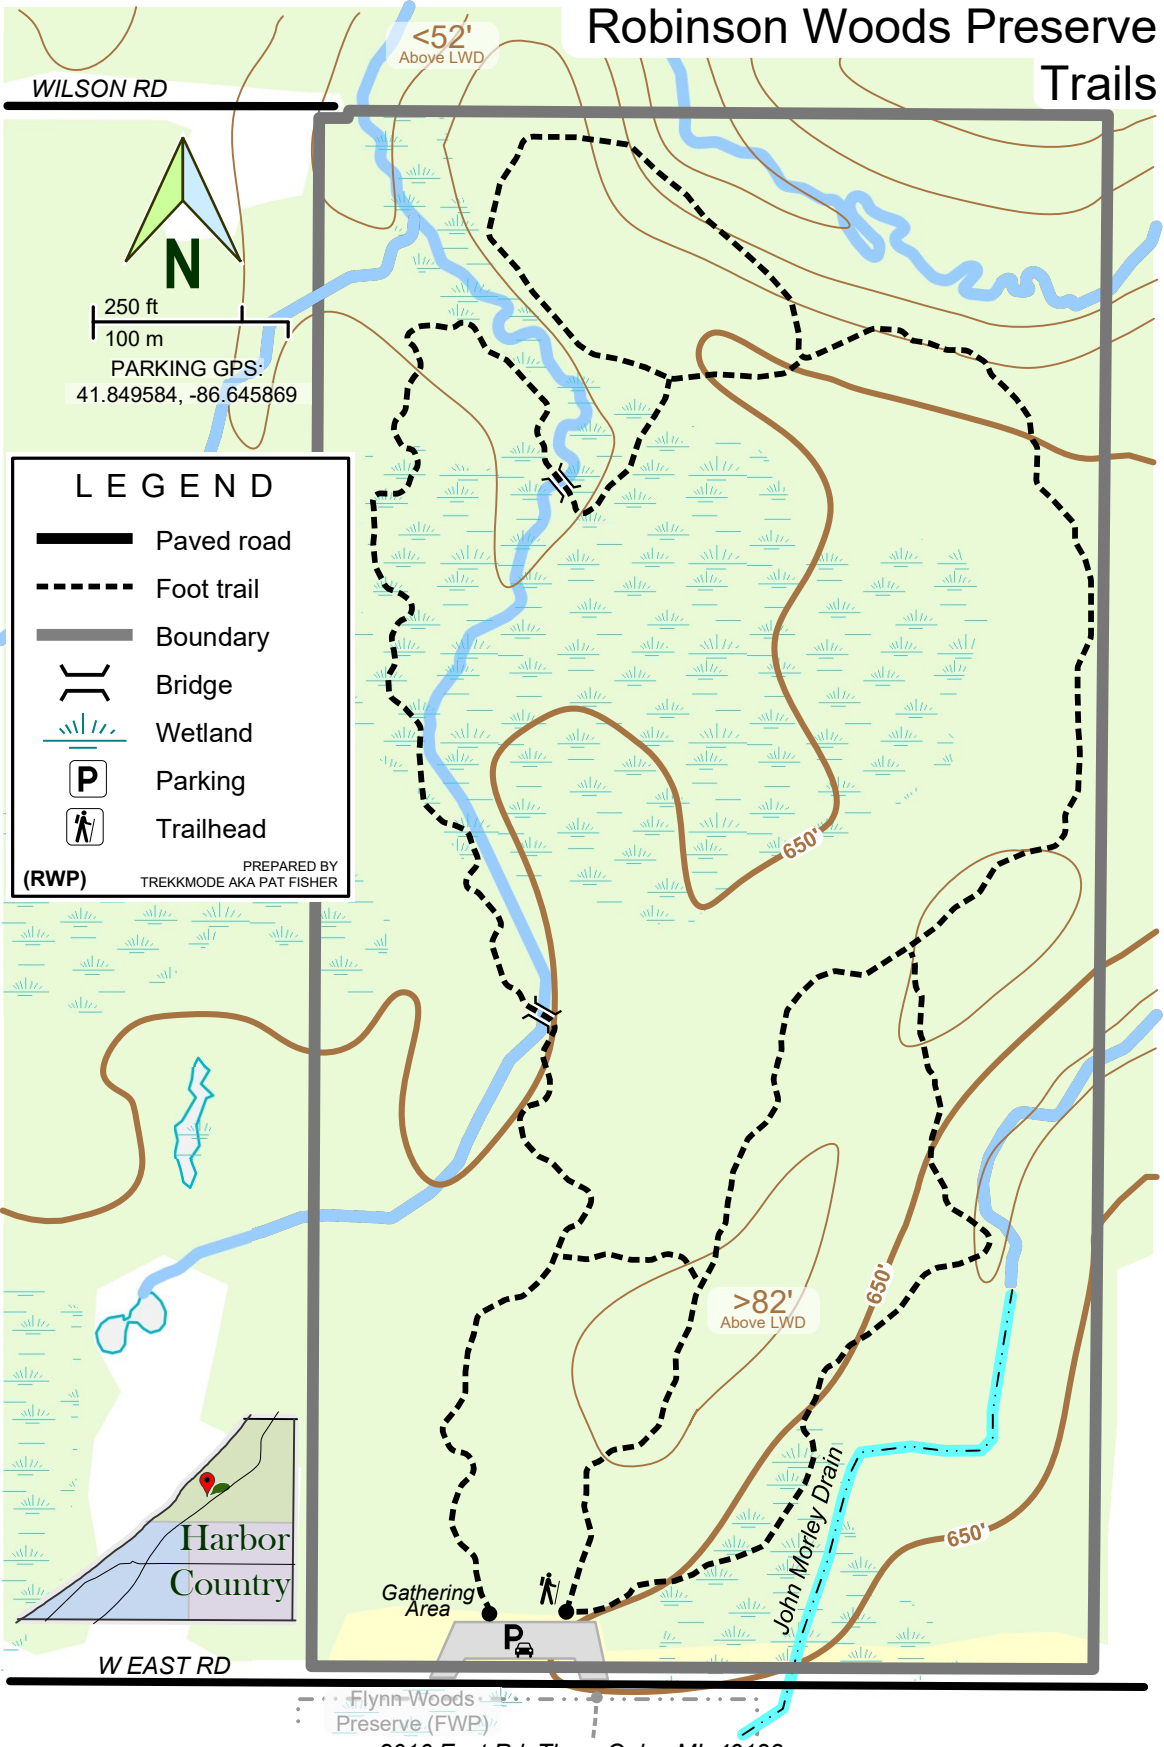 Robinson Woods Preserve
Trails
<52'
Above LWD
WILSON RD
N
250 ft
100 m
PARKING GPS:
41.849584, -86.645869
LEGEND
Paved road
Foot trail
Boundary
Bridge
Wetland
P
Parking
Trailhead
(RWP)
PREPARED BY
TREKKMODE AKA PAT FISHER
650'
>82'
Above LWD
650'
John Morley Drain
650'
Harbor
Country
Gathering
Area
P
W EAST RD
Flynn Woods
Preserve (FWP)